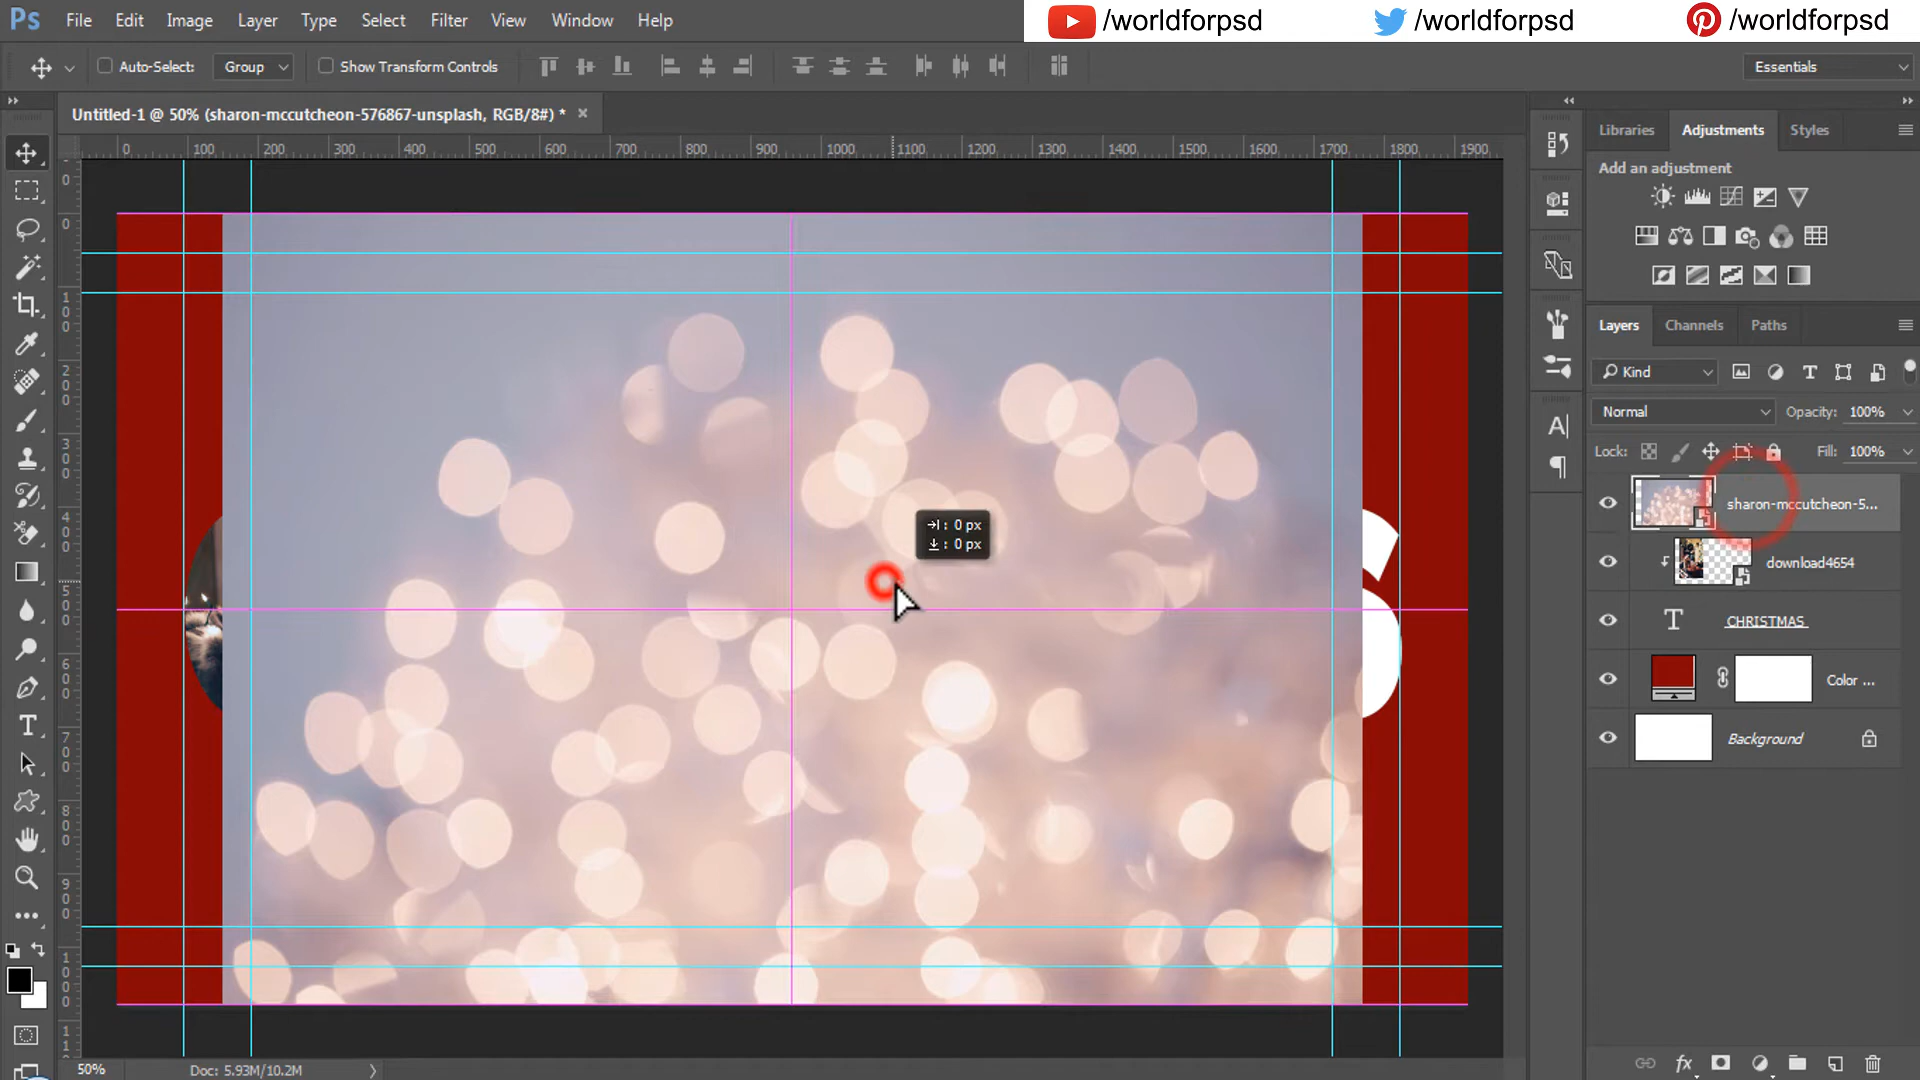 Ps File Edit Image Layer Type Select Filter View Window Help
/worldforpsd /worldforpsd /worldforpsd
Auto-Select: Group Show Transform Controls
Essentials
Untitled-1 @ 50% (sharon-mccutcheon-576867-unsplash, RGB/8#) * ×
0 100 200 300 400 500 600 700 800 900 1000 1100 1200 1300 1400 1500 1600 1700 1800 1900
Libraries Adjustments Styles
Add an adjustment
Layers Channels Paths
Kind
Normal Opacity: 100%
Lock: Fill: 100%
sharon-mccutcheon-5...
: 0 px
: 0 px
download4654
T CHRISTMAS
Color ...
Background
50% Doc: 5.93M/10.2M
fx